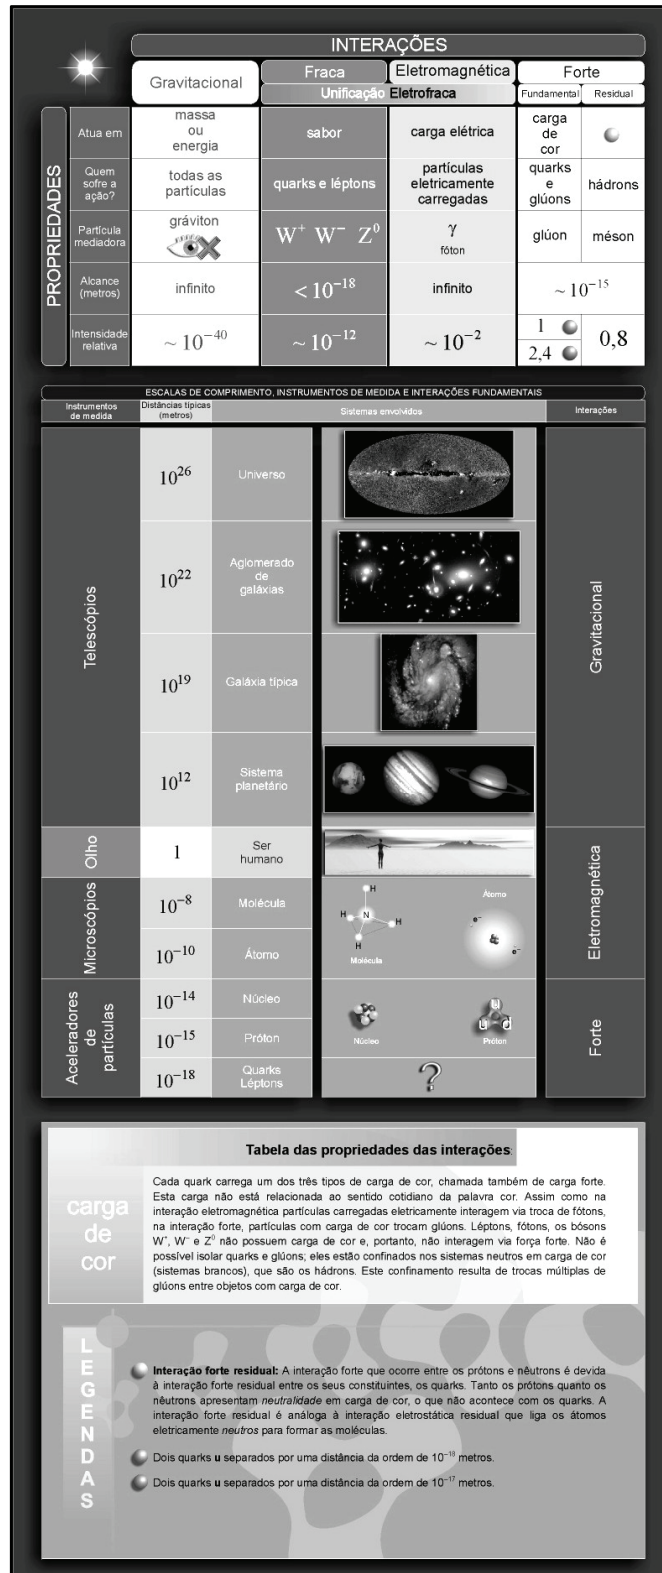 INTERAÇÕES
Gravitacional
Fraca
Eletromagnética
Forte
Unificação Eletrofraca
Fundamental
Residual
PROPRIEDADES
Atua em
massa
ou
energia
sabor
carga elétrica
carga
de
cor
Quem
sofre a
ação?
todas as
partículas
quarks e léptons
partículas
eletricamente
carregadas
quarks
e
glúons
hádrons
Partícula
mediadora
gráviton
W⁺ W⁻ Z⁰
γ
fóton
glúon
méson
Alcance
(metros)
infinito
< 10⁻¹⁸
infinito
~ 10⁻¹⁵
Intensidade
relativa
~ 10⁻⁴⁰
~ 10⁻¹²
~ 10⁻²
1
2,4
0,8
ESCALAS DE COMPRIMENTO, INSTRUMENTOS DE MEDIDA E INTERAÇÕES FUNDAMENTAIS
Instrumentos
de medida
Distâncias típicas
(metros)
Sistemas envolvidos
Interações
Telescópios
10²⁶
Universo
10²²
Aglomerado
de
galáxias
10¹⁹
Galáxia típica
10¹²
Sistema
planetário
Gravitacional
Olho
1
Ser
humano
Microscópios
10⁻⁸
Molécula
H
N
H
H
H
Molécula
Átomo
e⁻
e⁻
10⁻¹⁰
Átomo
Eletromagnética
Aceleradores
de
partículas
10⁻¹⁴
Núcleo
Núcleo
U
U
d
Próton
10⁻¹⁵
Próton
10⁻¹⁸
Quarks
Léptons
?
Forte
Tabela das propriedades das interações:
carga
de
cor
Cada quark carrega um dos três tipos de carga de cor, chamada também de carga forte.
Esta carga não está relacionada ao sentido cotidiano da palavra cor. Assim como na
interação eletromagnética partículas carregadas eletricamente interagem via troca de fótons,
na interação forte, partículas com carga de cor trocam glúons. Léptons, fótons, os bósons
W⁺, W⁻ e Z⁰ não possuem carga de cor e, portanto, não interagem via força forte. Não é
possível isolar quarks e glúons; eles estão confinados nos sistemas neutros em carga de cor
(sistemas brancos), que são os hádrons. Este confinamento resulta de trocas múltiplas de
glúons entre objetos com carga de cor.
LEGENDAS
Interação forte residual: A interação forte que ocorre entre os prótons e nêutrons é devida
à interação forte residual entre os seus constituintes, os quarks. Tanto os prótons quanto os
nêutrons apresentam neutralidade em carga de cor, o que não acontece com os quarks. A
interação forte residual é análoga à interação eletrostática residual que liga os átomos
eletricamente neutros para formar as moléculas.
Dois quarks u separados por uma distância da ordem de 10⁻¹⁸ metros.
Dois quarks u separados por uma distância da ordem de 10⁻¹⁷ metros.